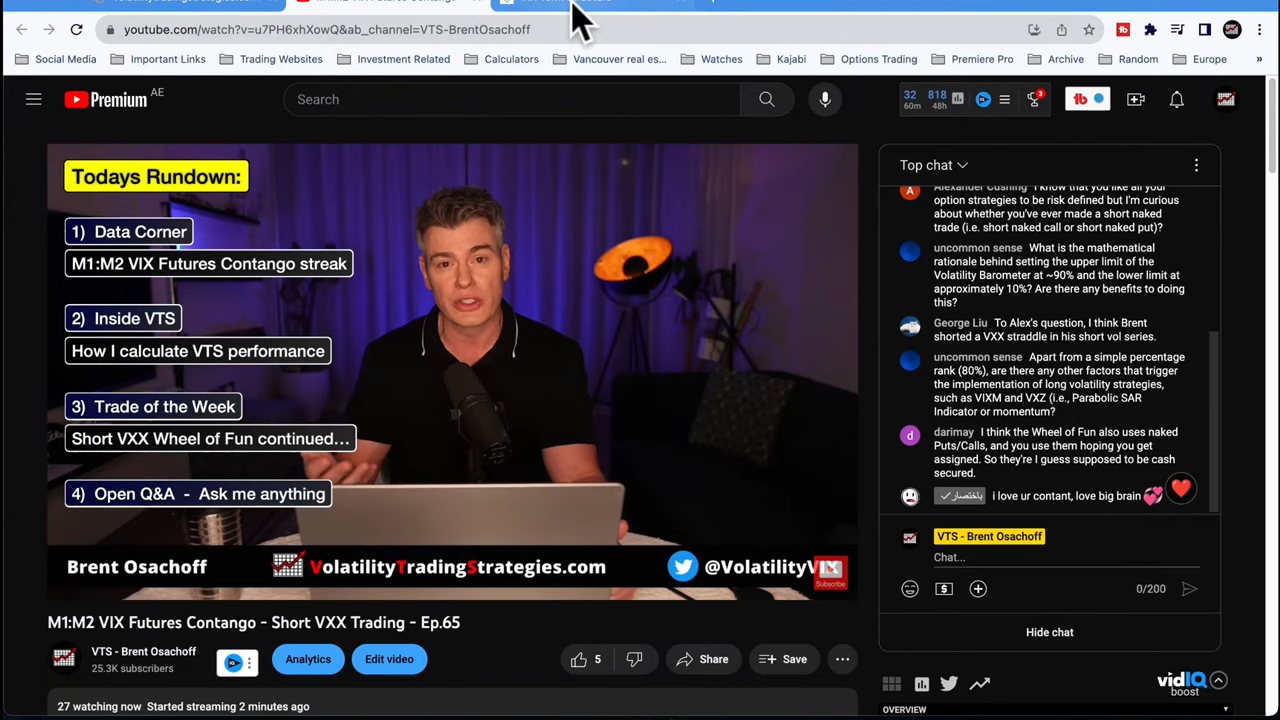 youtube.com/watch?v=u7PH6xhXowQ&ab_channel=VTS-BrentOsachoff
Social Media
Important Links
Trading Websites
Investment Related
Calculators
Vancouver real es...
Watches
Kajabi
Options Trading
Premiere Pro
Archive
Random
Europe
»
Premium AE
Search
32 818
60m 48h
3
Todays Rundown:
1) Data Corner
M1:M2 VIX Futures Contango streak
2) Inside VTS
How I calculate VTS performance
3) Trade of the Week
Short VXX Wheel of Fun continued...
4) Open Q&A - Ask me anything
Brent Osachoff
VolatilityTradingStrategies.com
@VolatilityVIX
Subscribe
Top chat
Alexander Cushing I know that you like all your
option strategies to be risk defined but I'm curious
about whether you've ever made a short naked
trade (i.e. short naked call or short naked put)?
uncommon sense What is the mathematical
rationale behind setting the upper limit of the
Volatility Barometer at ~90% and the lower limit at
approximately 10%? Are there any benefits to doing
this?
George Liu To Alex's question, I think Brent
shorted a VXX straddle in his short vol series.
uncommon sense Apart from a simple percentage
rank (80%), are there any other factors that trigger
the implementation of long volatility strategies,
such as VIXM and VXZ (i.e., Parabolic SAR
Indicator or momentum?
darimay I think the Wheel of Fun also uses naked
Puts/Calls, and you use them hoping you get
assigned. So they're I guess supposed to be cash
secured.
باختصار i love ur contant, love big brain
VTS - Brent Osachoff
Chat...
0/200
Hide chat
M1:M2 VIX Futures Contango - Short VXX Trading - Ep.65
VTS - Brent Osachoff
25.3K subscribers
Analytics
Edit video
5
Share
Save
vidIQ
boost
27 watching now Started streaming 2 minutes ago
OVERVIEW